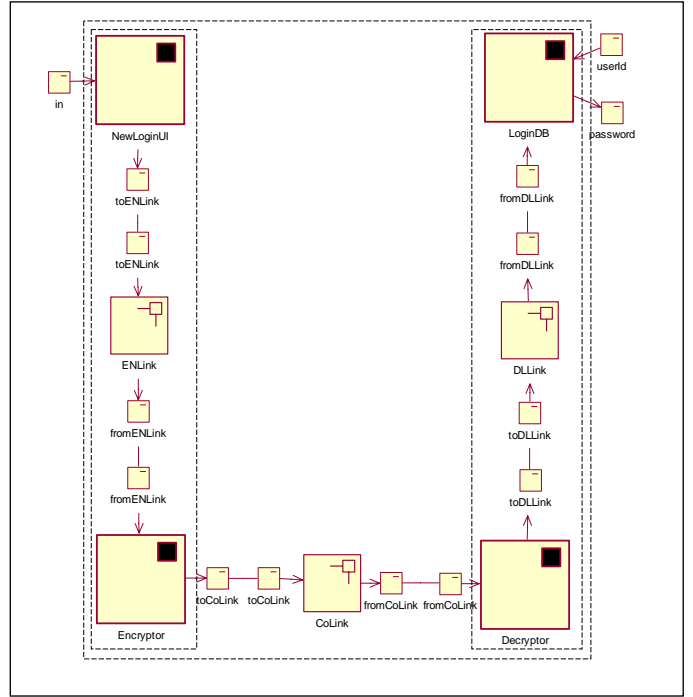 in
NewLoginUI
toENLink
toENLink
ENLink
fromENLink
fromENLink
Encryptor
toCoLink
toCoLink
CoLink
fromCoLink
fromCoLink
Decryptor
toDLLink
toDLLink
DLLink
fromDLLink
fromDLLink
LoginDB
userId
password